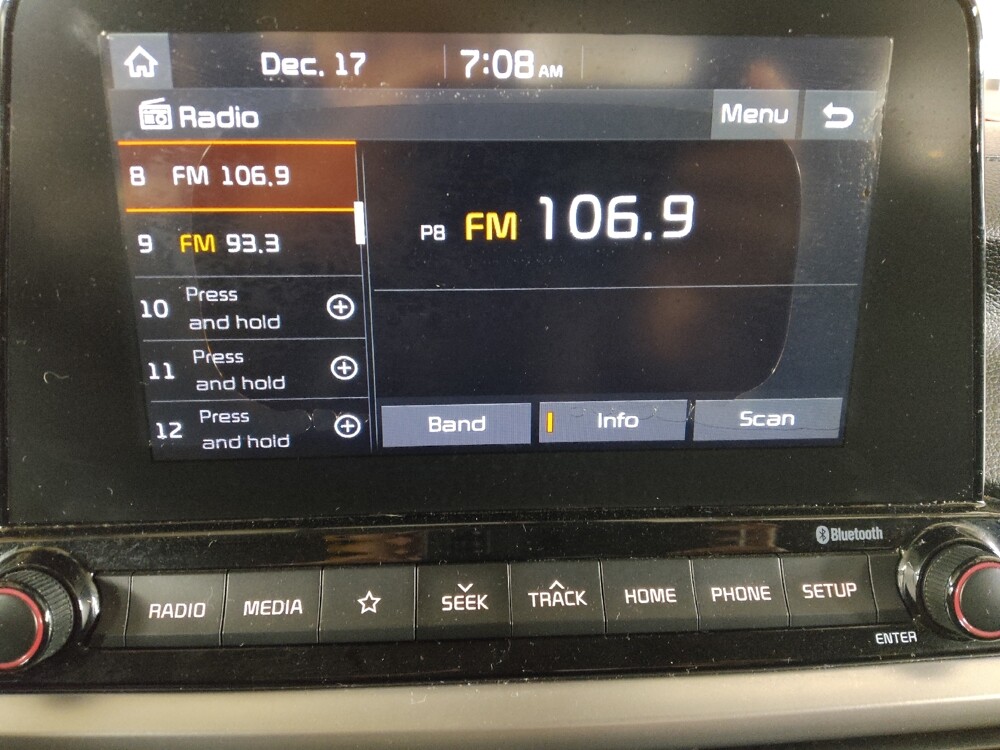 Dec. 17 7:08 AM
Radio Menu
8 FM 106.9
P8 FM 106.9
9 FM 93.3
10 Press and hold
11 Press and hold
12 Press and hold
Band Info Scan
Bluetooth
RADIO MEDIA SEEK TRACK HOME PHONE SETUP
ENTER